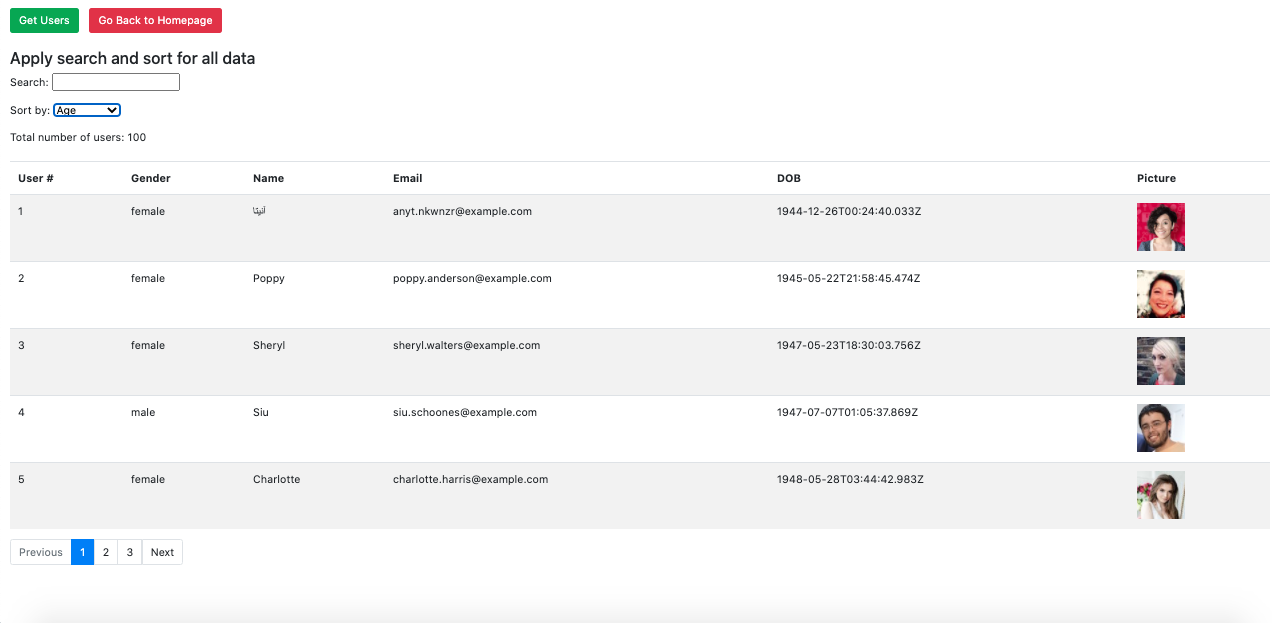 Get Users Go Back to Homepage
Apply search and sort for all data
Search:
Sort by: Age
Total number of users: 100
User # Gender Name Email DOB Picture
1 female آنیتا anyt.nkwnzr@example.com 1944-12-26T00:24:40.033Z
2 female Poppy poppy.anderson@example.com 1945-05-22T21:58:45.474Z
3 female Sheryl sheryl.walters@example.com 1947-05-23T18:30:03.756Z
4 male Siu siu.schoones@example.com 1947-07-07T01:05:37.869Z
5 female Charlotte charlotte.harris@example.com 1948-05-28T03:44:42.983Z
Previous 1 2 3 Next